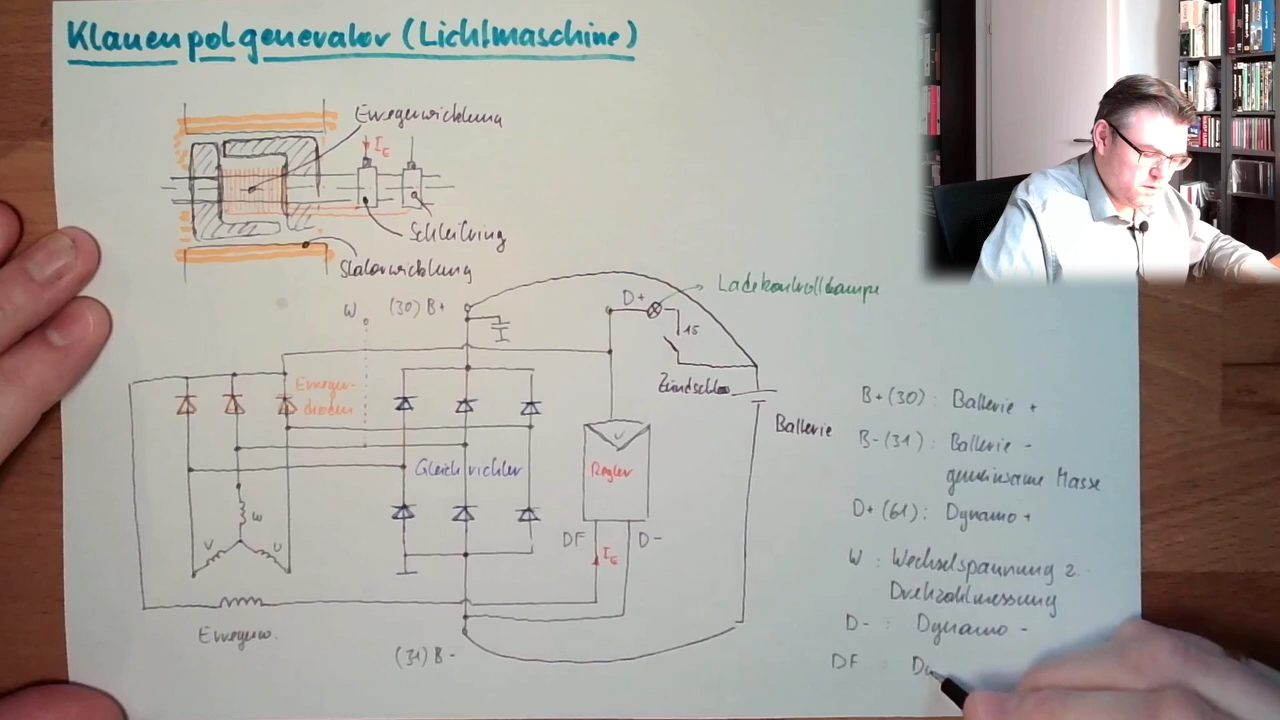 Klauenpolgenerator (Lichtmaschine)
Erregerwicklung
I_E
Schleifring
Statorwicklung
W
(30) B+
D+
Ladekontrolllampe
15
Zündschloss
Erreger-
dioden
Gleichrichter
U
Regler
Batterie
W
V
U
DF
I_E
D-
Erregerw.
(31) B-
B+(30): Batterie +
B-(31): Batterie -
gemeinsame Masse
D+ (61): Dynamo +
W : Wechselspannung z.
Drehzahlmessung
D- : Dynamo -
DF